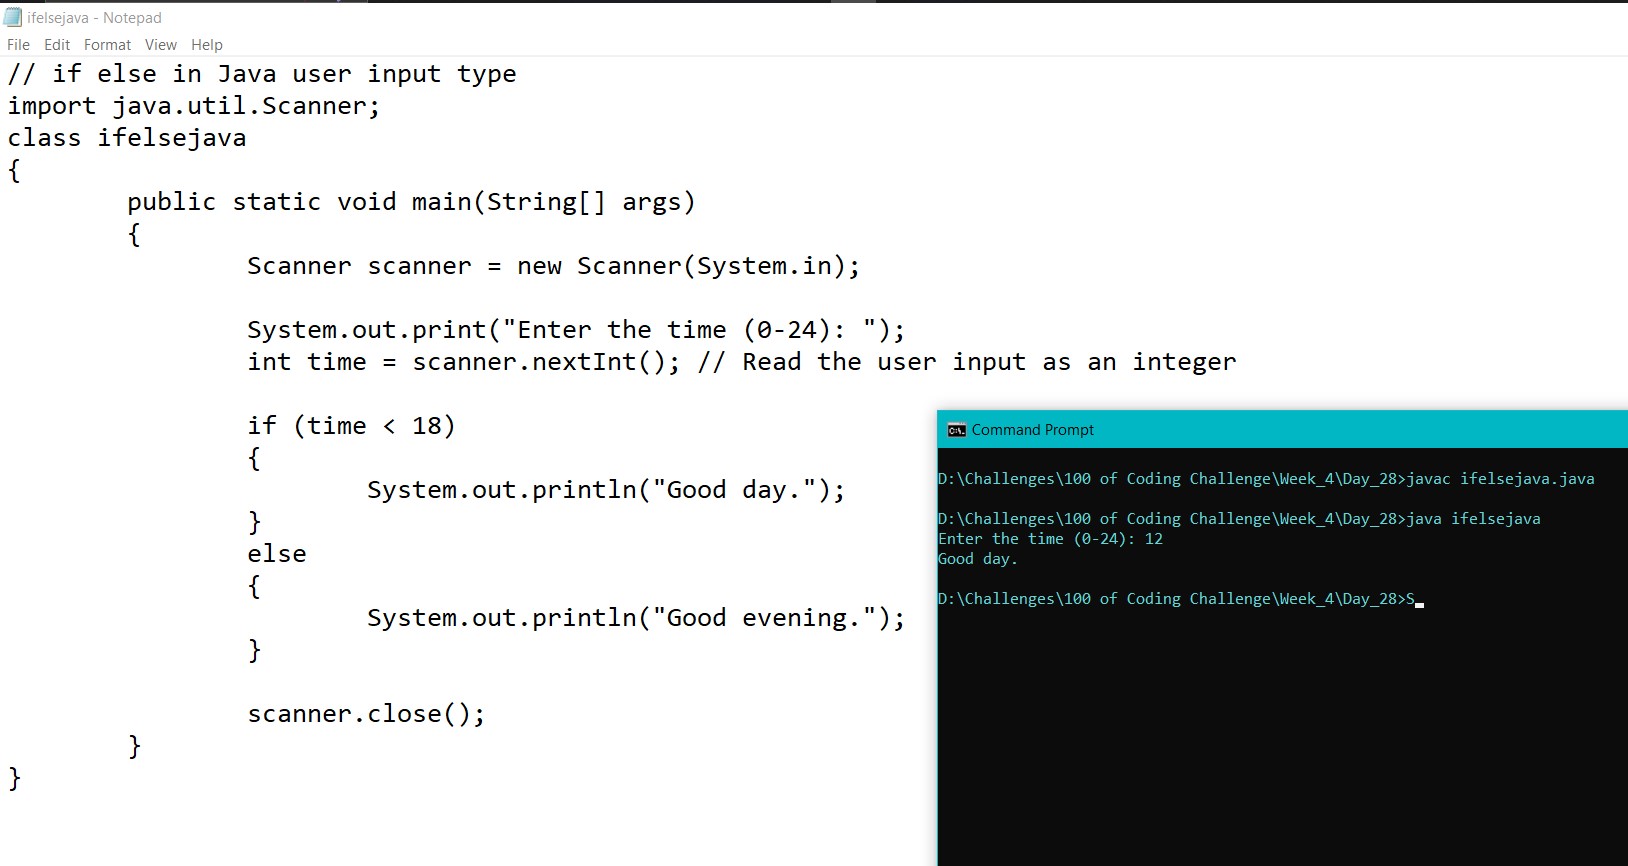 ifelsejava - Notepad
File Edit Format View Help
// if else in Java user input type
import java.util.Scanner;
class ifelsejava
{
public static void main(String[] args)
{
Scanner scanner = new Scanner(System.in);
System.out.print("Enter the time (0-24): ");
int time = scanner.nextInt(); // Read the user input as an integer
if (time < 18)
{
System.out.println("Good day.");
}
else
{
System.out.println("Good evening.");
}
scanner.close();
}
}
Command Prompt
D:\Challenges\100 of Coding Challenge\Week_4\Day_28>javac ifelsejava.java
D:\Challenges\100 of Coding Challenge\Week_4\Day_28>java ifelsejava
Enter the time (0-24): 12
Good day.
D:\Challenges\100 of Coding Challenge\Week_4\Day_28>S